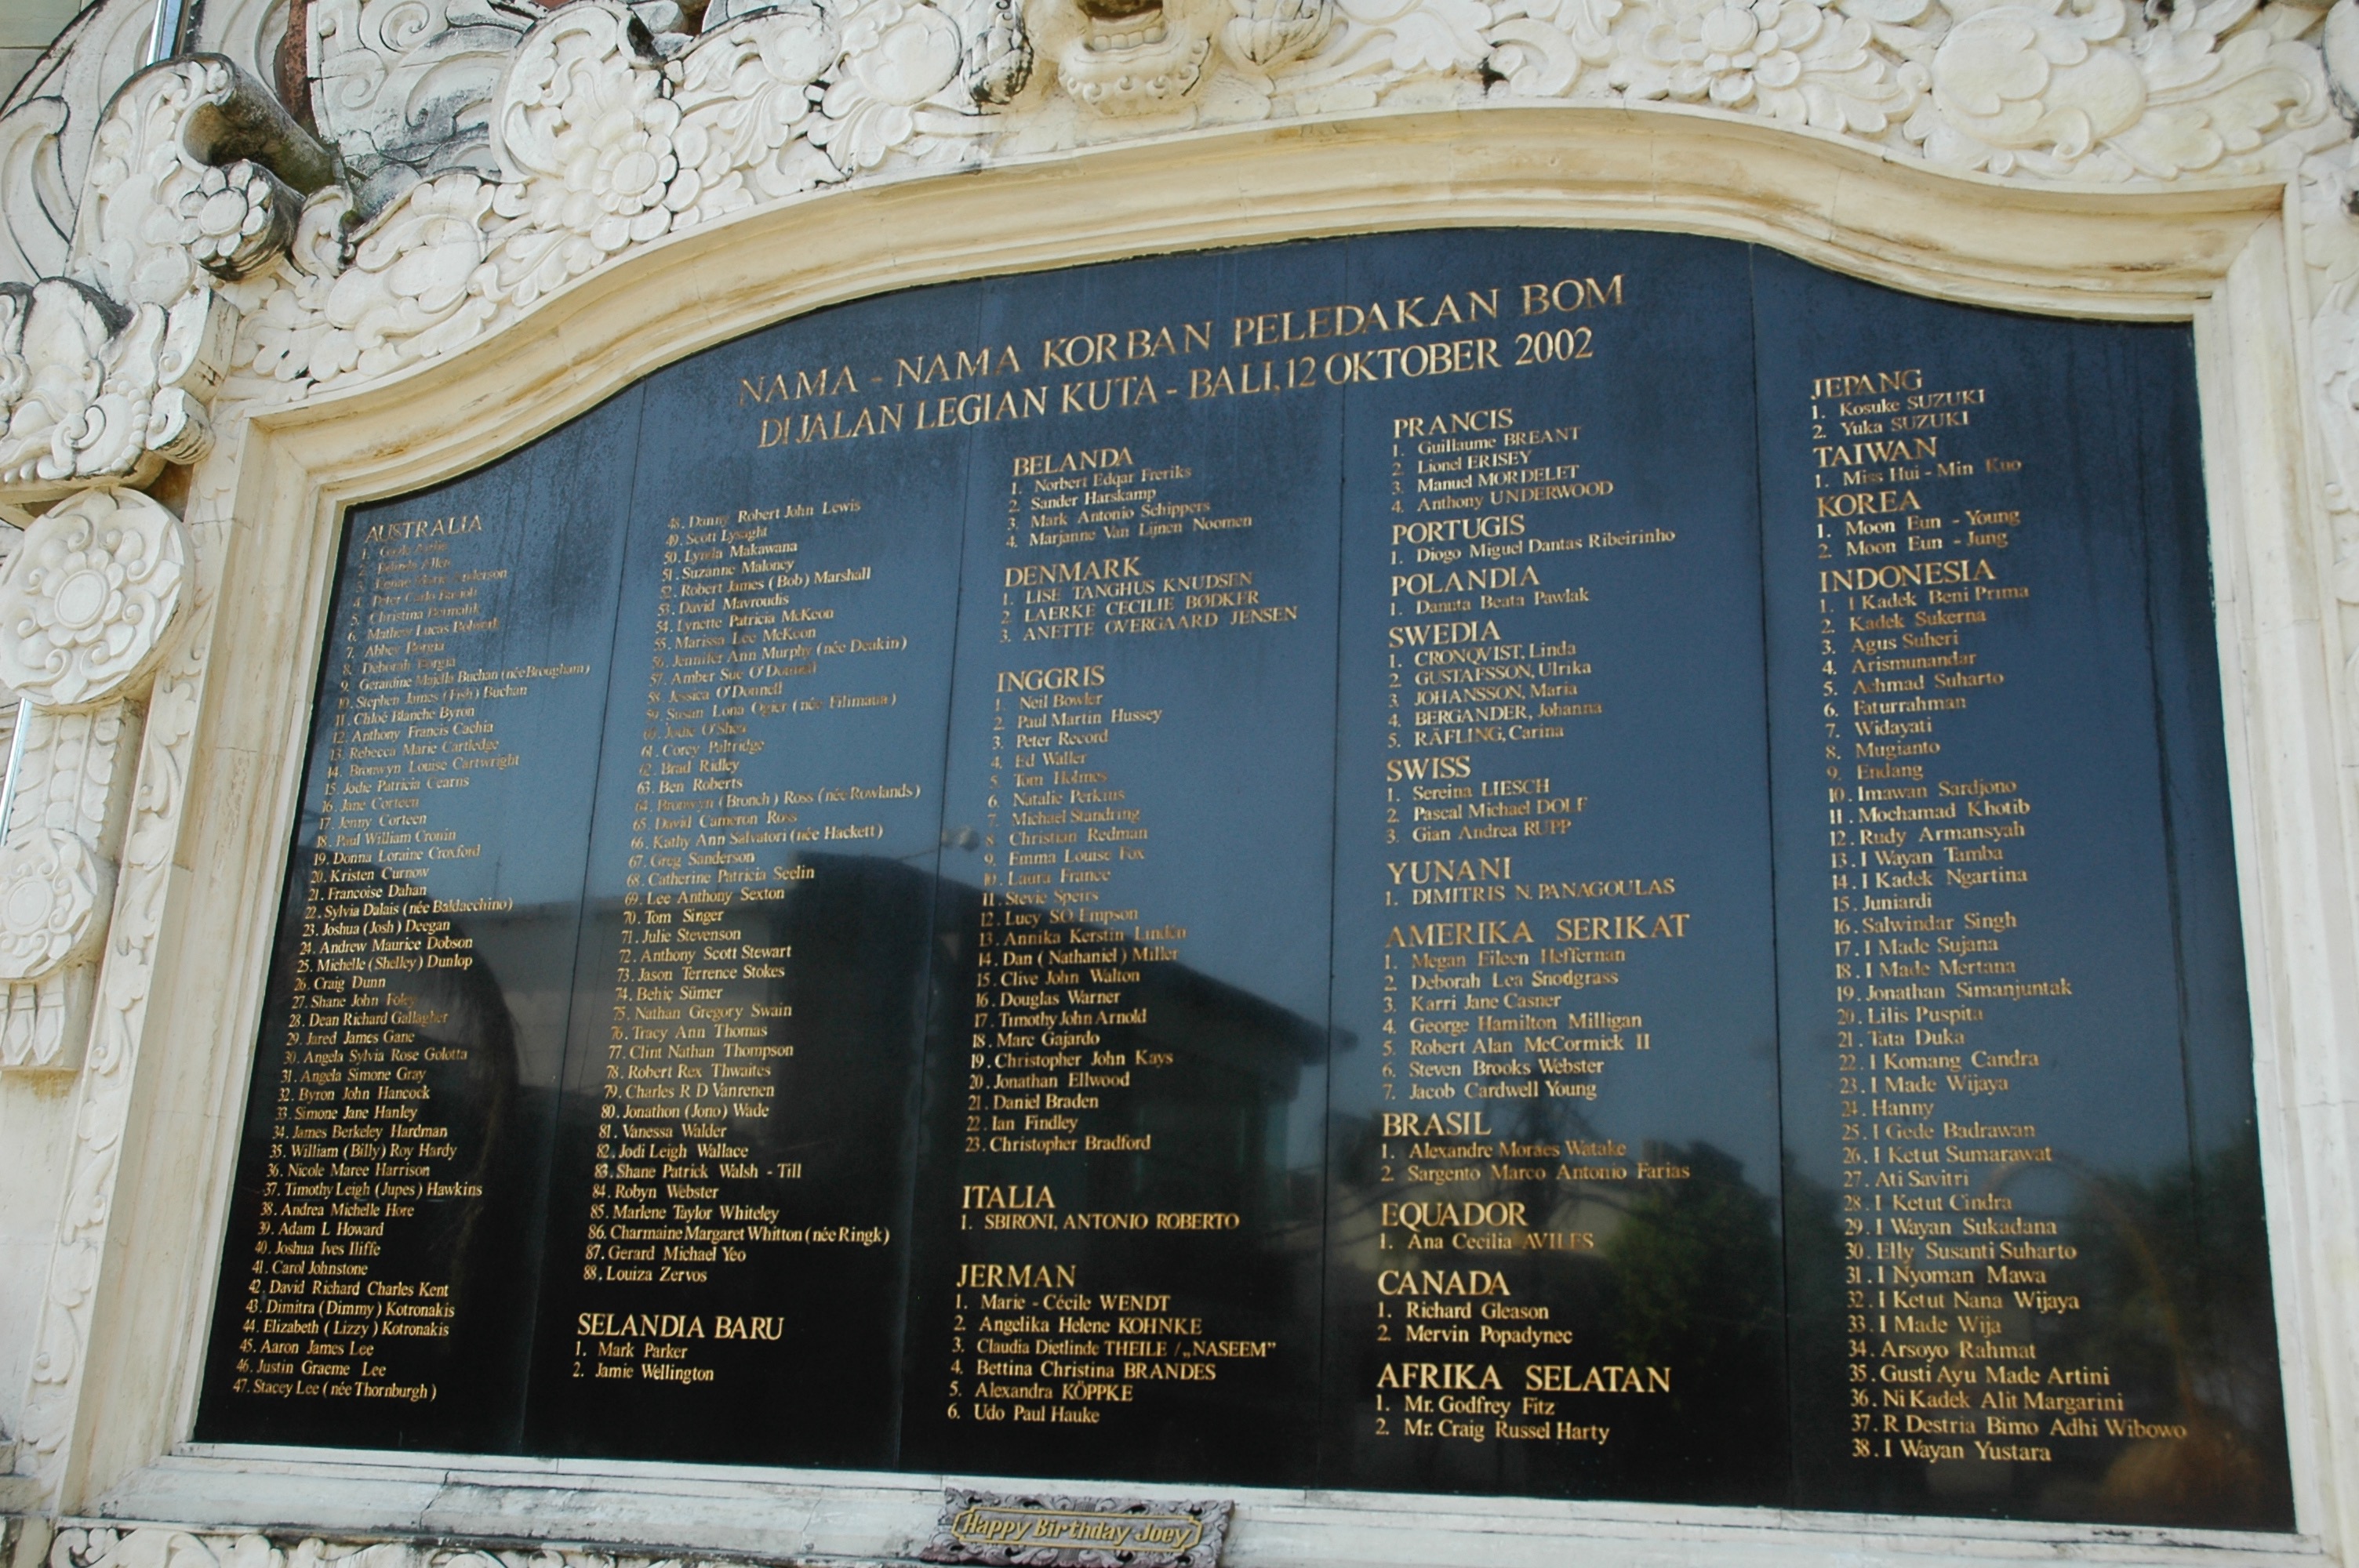 NAMA - NAMA KORBAN PELEDAKAN BOM
DI JALAN LEGIAN KUTA - BALI, 12 OKTOBER 2002
AUSTRALIA
1.
2. Allen
3. Anderson
4. Peter
5. Christina
6. Mathew Lucas
7. Abbey Borgia
8. Deborah Borgia
9. Gerardine Majella Buchan (née Brougham)
10. Stephen James (Fish) Buchan
11. Chloé Blanche Byron
12. Anthony Francis Cachia
13. Rebecca Marie Cartledge
14. Bronwyn Louise Cartwright
15. Jodie Patricia Cearns
16. Jane Corteen
17. Jenny Corteen
18. Paul William Cronin
19. Donna Loraine Croxford
20. Kristen Curnow
21. Francoise Dahan
22. Sylvia Dalais (née Baldacchino)
23. Joshua (Josh) Deegan
24. Andrew Maurice Dobson
25. Michelle (Shelley) Dunlop
26. Craig Dunn
27. Shane John Foley
28. Dean Richard Gallagher
29. Jared James Gane
30. Angela Sylvia Rose Golotta
31. Angela Simone Gray
32. Byron John Hancock
33. Simone Jane Hanley
34. James Berkeley Hardman
35. William (Billy) Roy Hardy
36. Nicole Maree Harrison
37. Timothy Leigh (Jupes) Hawkins
38. Andrea Michelle Hore
39. Adam L Howard
40. Joshua Ives Iliffe
41. Carol Johnstone
42. David Richard Charles Kent
43. Dimitra (Dimmy) Kotronakis
44. Elizabeth (Lizzy) Kotronakis
45. Aaron James Lee
46. Justin Graeme Lee
47. Stacey Lee (née Thornburgh)
48. Danny Robert John Lewis
49. Scott Lysaght
50. Lynda Makawana
51. Suzanne Maloney
52. Robert James (Bob) Marshall
53. David Mavroudis
54. Lynette Patricia McKeon
55. Marissa Lee McKeon
56. Jennifer Ann Murphy (née Deakin)
57. Amber Sue O'Donnell
58. Jessica O'Donnell
59. Susan Lona Ogier (née Filimaua)
60. Jodie O'Shea
61. Corey Paltridge
62. Brad Ridley
63. Ben Roberts
64. Bronwyn (Bronch) Ross (née Rowlands)
65. David Cameron Ross
66. Kathy Ann Salvatori (née Hackett)
67. Greg Sanderson
68. Catherine Patricia Seelin
69. Lee Anthony Sexton
70. Tom Singer
71. Julie Stevenson
72. Anthony Scott Stewart
73. Jason Terrence Stokes
74. Behiç Sümer
75. Nathan Gregory Swain
76. Tracy Ann Thomas
77. Clint Nathan Thompson
78. Robert Rex Thwaites
79. Charles R D Vanrenen
80. Jonathon (Jono) Wade
81. Vanessa Walder
82. Jodi Leigh Wallace
83. Shane Patrick Walsh - Till
84. Robyn Webster
85. Marlene Taylor Whiteley
86. Charmaine Margaret Whitton (née Ringk)
87. Gerard Michael Yeo
88. Louiza Zervos
SELANDIA BARU
1. Mark Parker
2. Jamie Wellington
BELANDA
1. Norbert Edqar Freriks
2. Sander Harskamp
3. Mark Antonio Schippers
4. Marjanne Van Lijnen Noomen
DENMARK
1. LISE TANGHUS KNUDSEN
2. LAERKE CECILIE BØDKER
3. ANETTE OVERGAARD JENSEN
INGGRIS
1. Neil Bowler
2. Paul Martin Hussey
3. Peter Record
4. Ed Waller
5. Tom Holmes
6. Natalie Perkins
7. Michael Standring
8. Christian Redman
9. Emma Louise Fox
10. Laura France
11. Stevie Speirs
12. Lucy SO Empson
13. Annika Kerstin Lindén
14. Dan (Nathaniel) Miller
15. Clive John Walton
16. Douglas Warner
17. Timothy John Arnold
18. Marc Gajardo
19. Christopher John Kays
20. Jonathan Ellwood
21. Daniel Braden
22. Ian Findley
23. Christopher Bradford
ITALIA
1. SBIRONI, ANTONIO ROBERTO
JERMAN
1. Marie - Cécile WENDT
2. Angelika Helene KOHNKE
3. Claudia Dietlinde THEILE /„NASEEM"
4. Bettina Christina BRANDES
5. Alexandra KÖPPKE
6. Udo Paul Hauke
PRANCIS
1. Guillaume BREANT
2. Lionel ERISEY
3. Manuel MORDELET
4. Anthony UNDERWOOD
PORTUGIS
1. Diogo Miguel Dantas Ribeirinho
POLANDIA
1. Danuta Beata Pawlak
SWEDIA
1. CRONQVIST, Linda
2. GUSTAFSSON, Ulrika
3. JOHANSSON, Maria
4. BERGANDER, Johanna
5. RÄFLING, Carina
SWISS
1. Sereina LIESCH
2. Pascal Michael DOLF
3. Gian Andrea RUPP
YUNANI
1. DIMITRIS N. PANAGOULAS
AMERIKA SERIKAT
1. Megan Eileen Heffernan
2. Deborah Lea Snodgrass
3. Karri Jane Casner
4. George Hamilton Milligan
5. Robert Alan McCormick II
6. Steven Brooks Webster
7. Jacob Cardwell Young
BRASIL
1. Alexandre Moraes Watake
2. Sargento Marco Antonio Farias
EQUADOR
1. Ana Cecilia AVILES
CANADA
1. Richard Gleason
2. Mervin Popadynec
AFRIKA SELATAN
1. Mr. Godfrey Fitz
2. Mr. Craig Russel Harty
JEPANG
1. Kosuke SUZUKI
2. Yuka SUZUKI
TAIWAN
1. Miss Hui - Min Kuo
KOREA
1. Moon Eun - Young
2. Moon Eun - Jung
INDONESIA
1. I Kadek Beni Prima
2. Kadek Sukerna
3. Agus Suheri
4. Arismunandar
5. Achmad Suharto
6. Faturrahman
7. Widayati
8. Mugianto
9. Endang
10. Imawan Sardjono
11. Mochamad Khotib
12. Rudy Armansyah
13. I Wayan Tamba
14. I Kadek Ngartina
15. Juniardi
16. Salwindar Singh
17. I Made Sujana
18. I Made Mertana
19. Jonathan Simanjuntak
20. Lilis Puspita
21. Tata Duka
22. I Komang Candra
23. I Made Wijaya
24. Hanny
25. I Gede Badrawan
26. I Ketut Sumarawat
27. Ati Savitri
28. I Ketut Cindra
29. I Wayan Sukadana
30. Elly Susanti Suharto
31. I Nyoman Mawa
32. I Ketut Nana Wijaya
33. I Made Wija
34. Arsoyo Rahmat
35. Gusti Ayu Made Artini
36. Ni Kadek Alit Margarini
37. R Destria Bimo Adhi Wibowo
38. I Wayan Yustara
Happy Birthday Joey